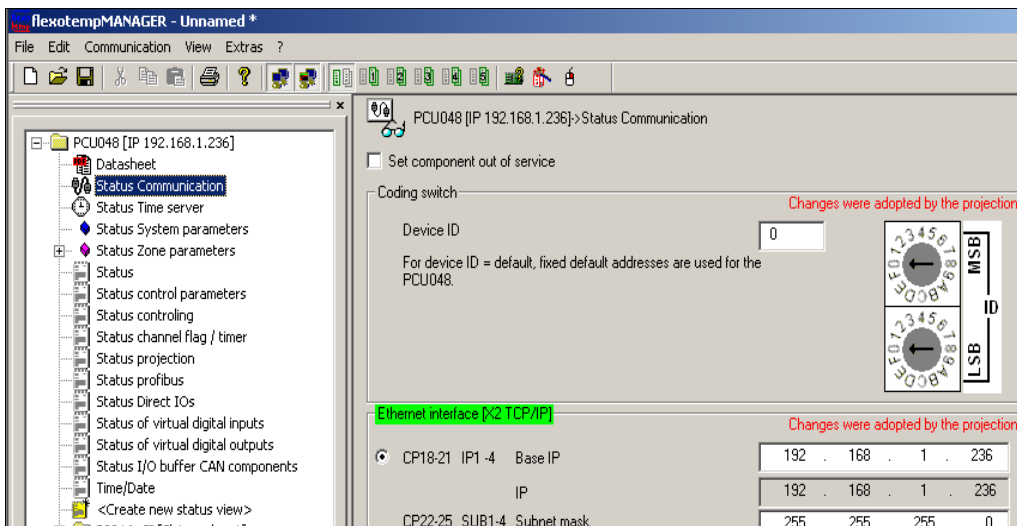 flexotempMANAGER - Unnamed *
File Edit Communication View Extras ?
PCU048 [IP 192.168.1.236]
Datasheet
Status Communication
Status Time server
Status System parameters
Status Zone parameters
Status
Status control parameters
Status controling
Status channel flag / timer
Status projection
Status profibus
Status Direct IOs
Status of virtual digital inputs
Status of virtual digital outputs
Status I/O buffer CAN components
Time/Date
<Create new status view>
PCU048 [IP 192.168.1.236]->Status Communication
Set component out of service
Coding switch
Changes were adopted by the projection
Device ID 0
For device ID = default, fixed default addresses are used for the
PCU048.
MSB
ID
LSB
Ethernet interface [X2 TCP/IP]
Changes were adopted by the projection
CP18-21 IP1 -4 Base IP 192 . 168 . 1 . 236
IP 192 . 168 . 1 . 236
CP22-25 SUB1-4 Subnet mask 255 255 255 0